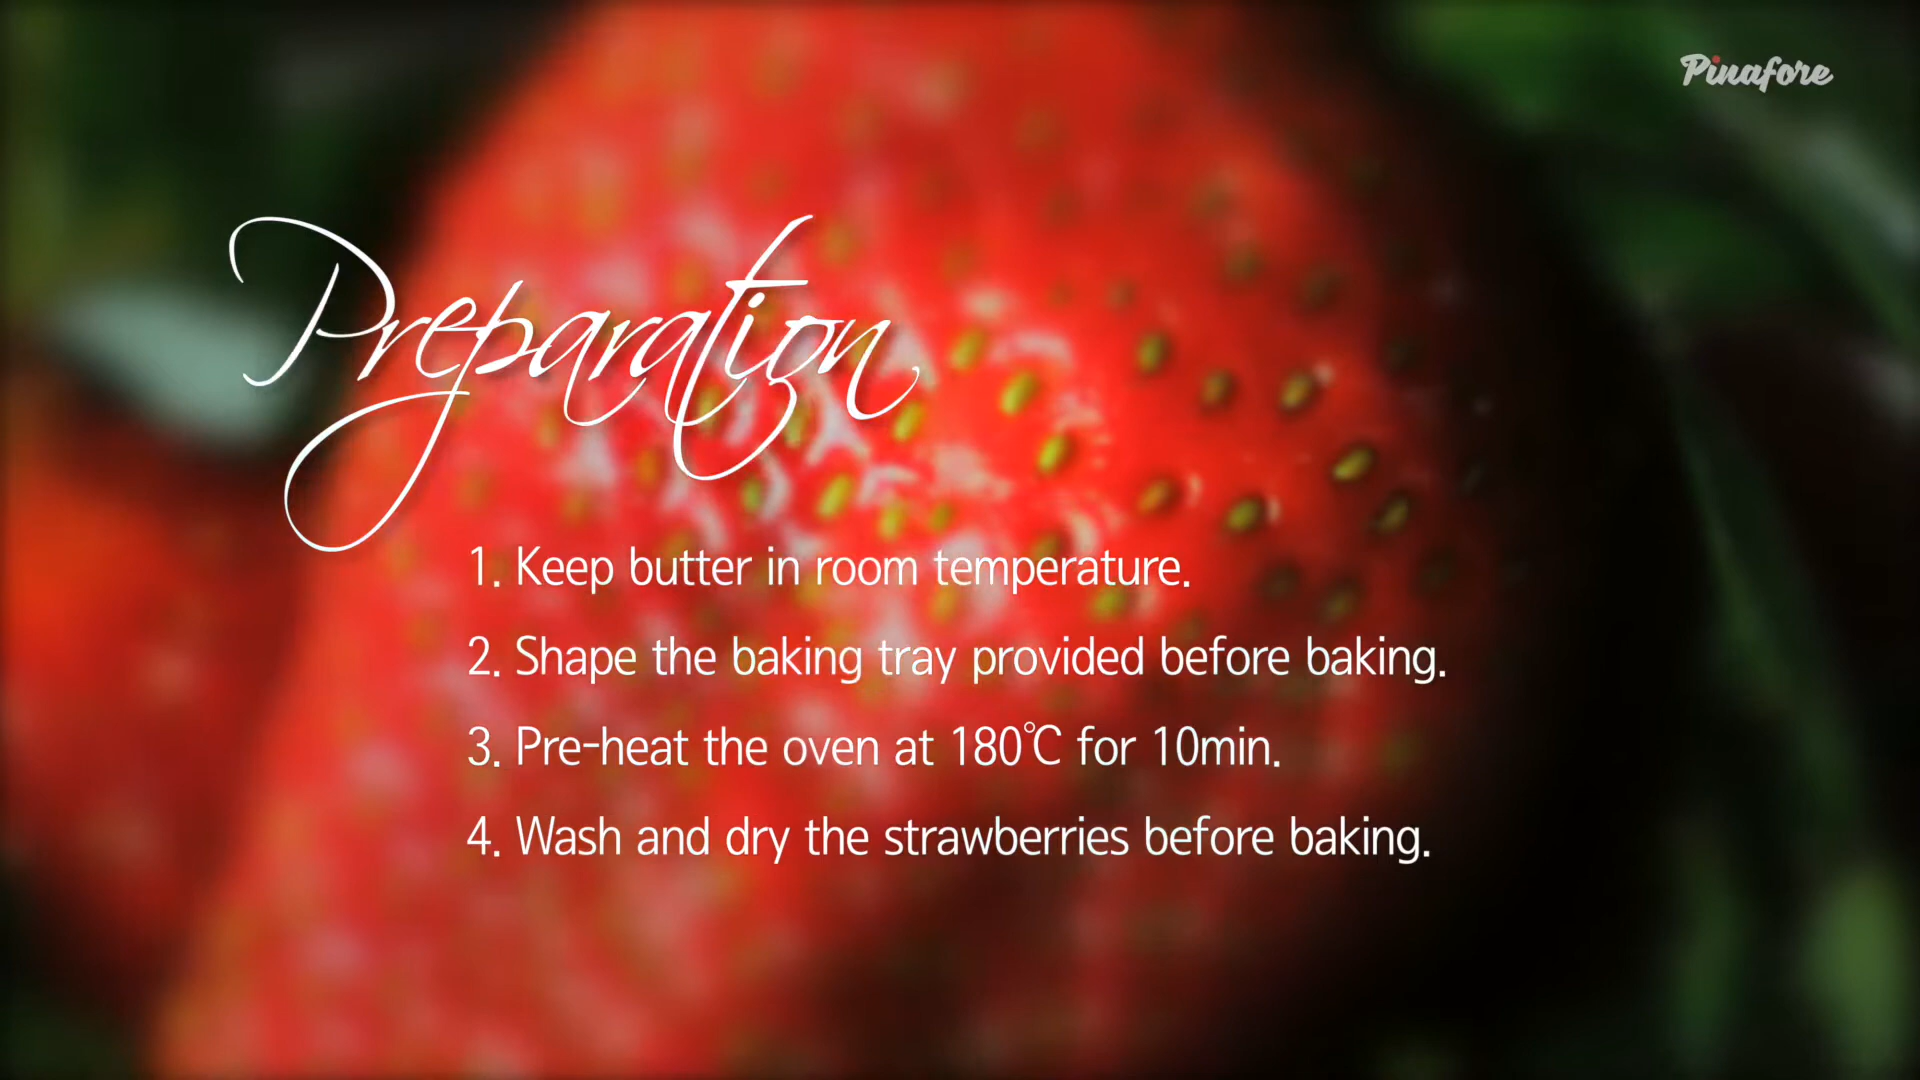 Pinafore
Preparation
1. Keep butter in room temperature.
2. Shape the baking tray provided before baking.
3. Pre-heat the oven at 180℃ for 10min.
4. Wash and dry the strawberries before baking.